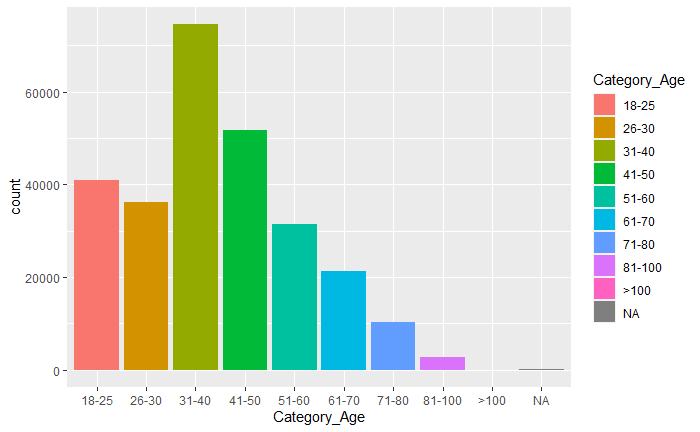 count
60000
40000
20000
0
18-25 26-30 31-40 41-50 51-60 61-70 71-80 81-100 >100 NA
Category_Age
Category_Age
18-25
26-30
31-40
41-50
51-60
61-70
71-80
81-100
>100
NA